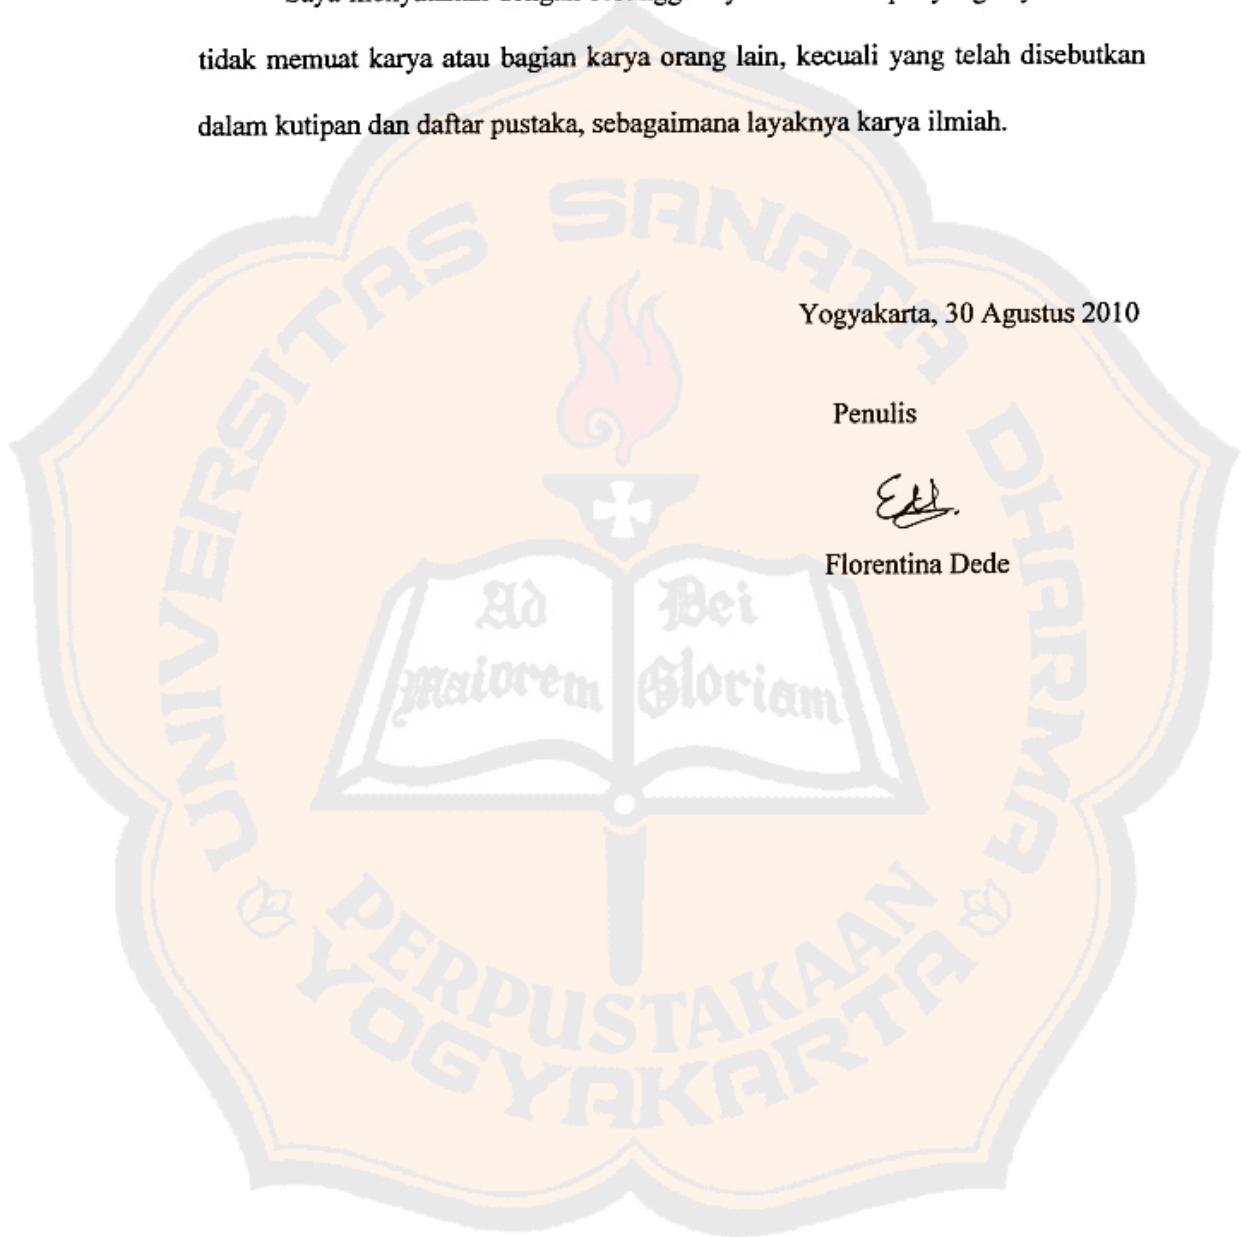 tidak memuat karya atau bagian karya orang lain, kecuali yang telah disebutkan
dalam kutipan dan daftar pustaka, sebagaimana layaknya karya ilmiah.
Yogyakarta, 30 Agustus 2010
Penulis
Florentina Dede
UNIVERSITAS SANATA DHARMA
Ad
Maiorem
Dei
Gloriam
PERPUSTAKAAN
YOGYAKARTA